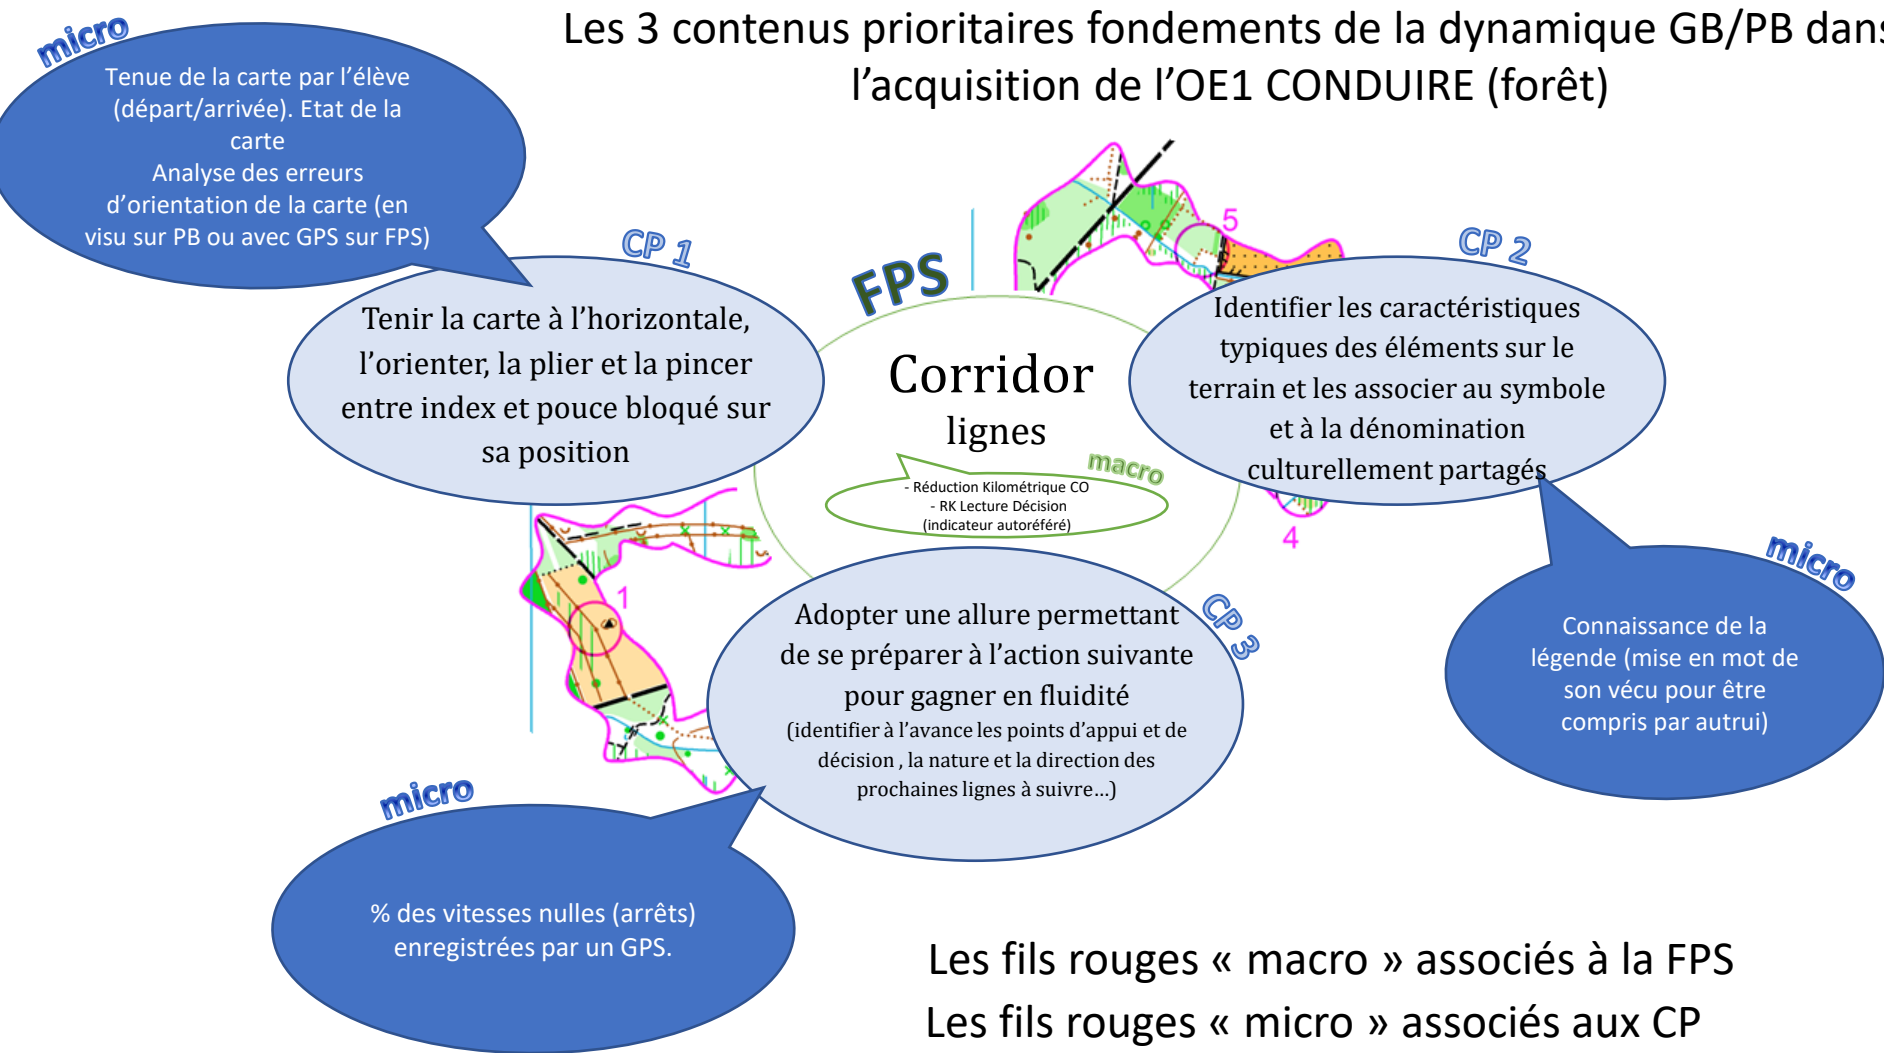 Les 3 contenus prioritaires fondements de la dynamique GB/PB dans
l'acquisition de l'OE1 CONDUIRE (forêt)
micro
Tenue de la carte par l'élève
(départ/arrivée). Etat de la
carte
Analyse des erreurs
d'orientation de la carte (en
visu sur PB ou avec GPS sur FPS)
CP 1
Tenir la carte à l'horizontale,
l'orienter, la plier et la pincer
entre index et pouce bloqué sur
sa position
FPS
Corridor
lignes
macro
- Réduction Kilométrique CO
- RK Lecture Décision
(indicateur autoréféré)
5
CP 2
Identifier les caractéristiques
typiques des éléments sur le
terrain et les associer au symbole
et à la dénomination
culturellement partagés
4
micro
Connaissance de la
légende (mise en mot de
son vécu pour être
compris par autrui)
1
CP 3
Adopter une allure permettant
de se préparer à l'action suivante
pour gagner en fluidité
(identifier à l'avance les points d'appui et de
décision , la nature et la direction des
prochaines lignes à suivre…)
micro
% des vitesses nulles (arrêts)
enregistrées par un GPS.
Les fils rouges « macro » associés à la FPS
Les fils rouges « micro » associés aux CP